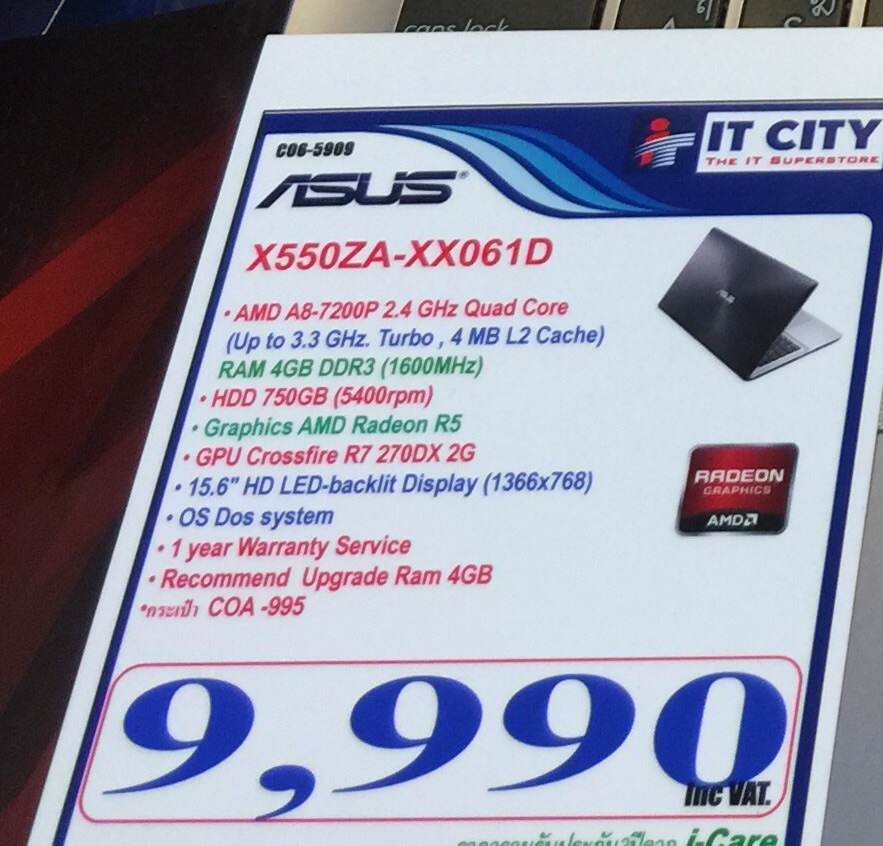 caps lock
A
C
IT CITY
THE IT SUPERSTORE
C06-5909
ASUS®
X550ZA-XX061D
• AMD A8-7200P 2.4 GHz Quad Core
(Up to 3.3 GHz. Turbo , 4 MB L2 Cache)
RAM 4GB DDR3 (1600MHz)
• HDD 750GB (5400rpm)
• Graphics AMD Radeon R5
• GPU Crossfire R7 270DX 2G
• 15.6" HD LED-backlit Display (1366x768)
• OS Dos system
• 1 year Warranty Service
• Recommend Upgrade Ram 4GB
•กระเป๋า COA -995
RADEON
GRAPHICS
AMD
9,990
Inc VAT.
i-Care